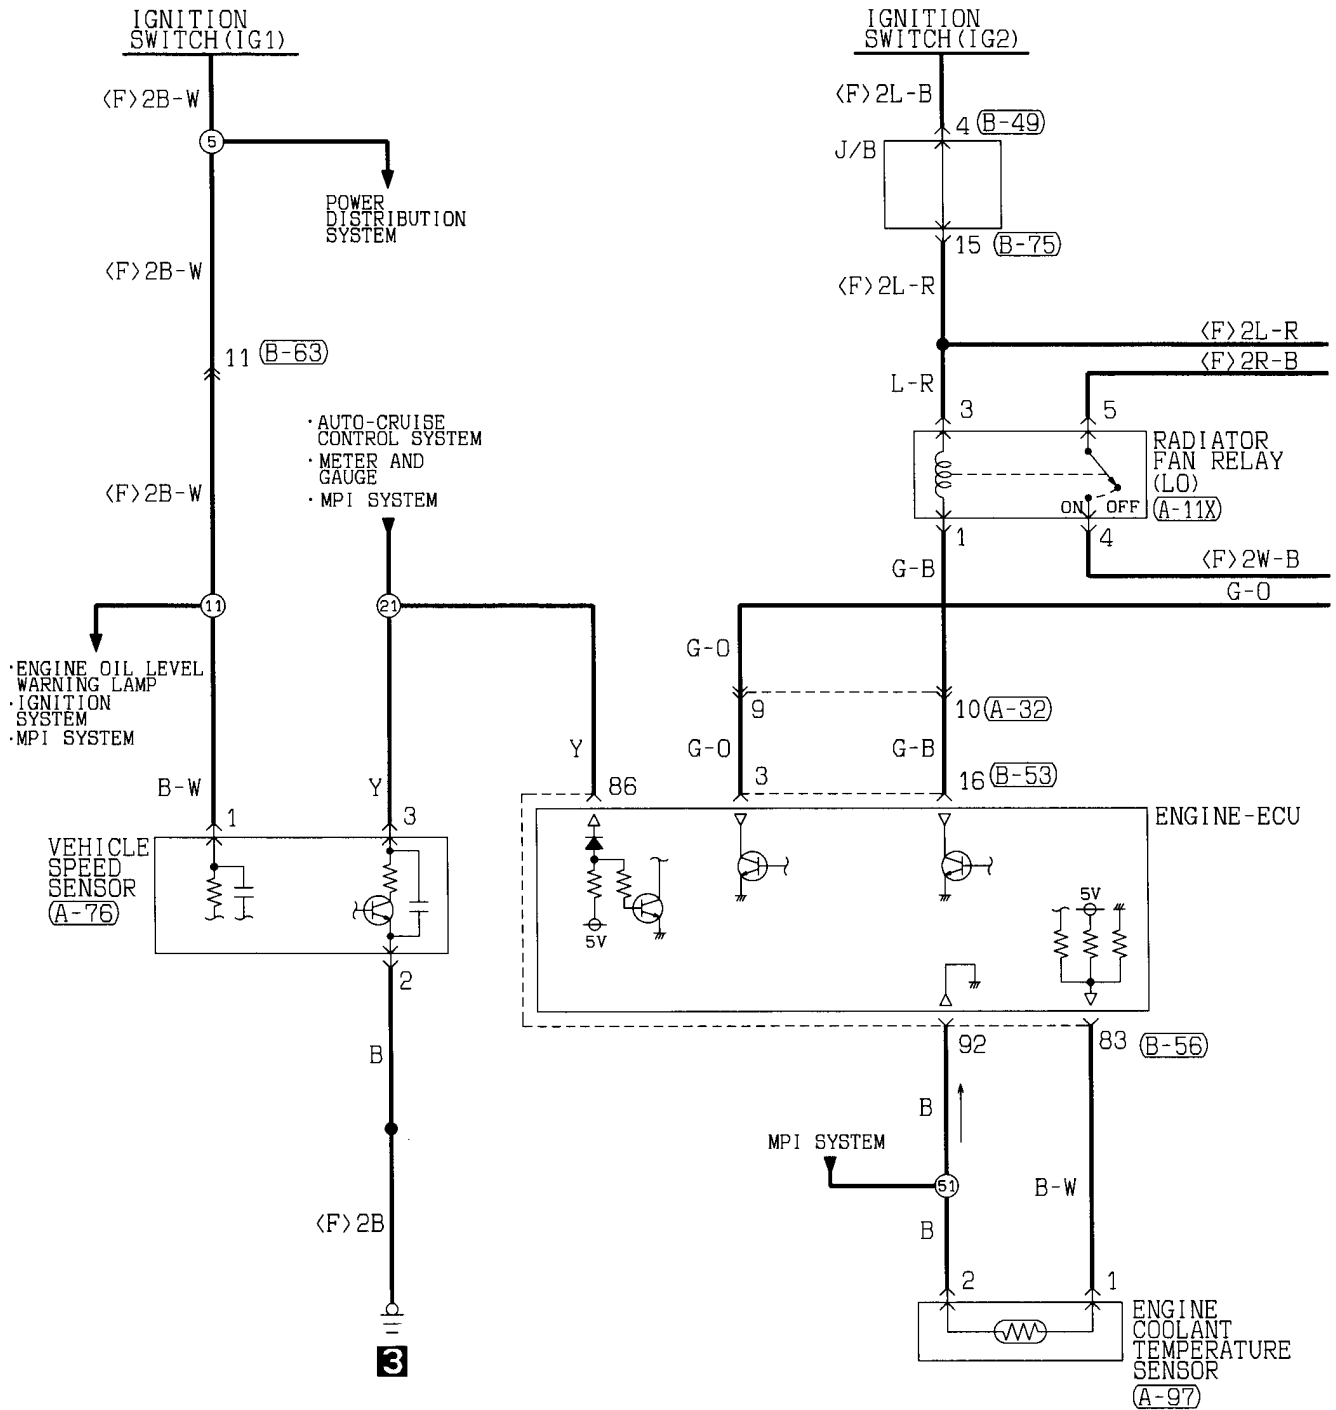 IGNITION
SWITCH(IG1)
IGNITION
SWITCH(IG2)
<F>2B-W
<F>2L-B
4 (B-49)
5
J/B
POWER
DISTRIBUTION
SYSTEM
15 (B-75)
<F>2B-W
<F>2L-R
<F>2L-R
11 (B-63)
<F>2R-B
L-R
3
5
·AUTO-CRUISE
CONTROL SYSTEM
·METER AND
GAUGE
·MPI SYSTEM
RADIATOR
FAN RELAY
(LO)
(A-11X)
<F>2B-W
ON OFF
1
4
G-B
<F>2W-B
G-O
11
21
·ENGINE OIL LEVEL
WARNING LAMP
·IGNITION
SYSTEM
·MPI SYSTEM
G-O
9
10 (A-32)
Y
G-O
G-B
B-W
Y
86
3
16 (B-53)
1
3
ENGINE-ECU
VEHICLE
SPEED
SENSOR
(A-76)
5V
5V
2
92
83 (B-56)
B
B
MPI SYSTEM
51
B-W
<F>2B
B
2
1
3
ENGINE
COOLANT
TEMPERATURE
SENSOR
(A-97)